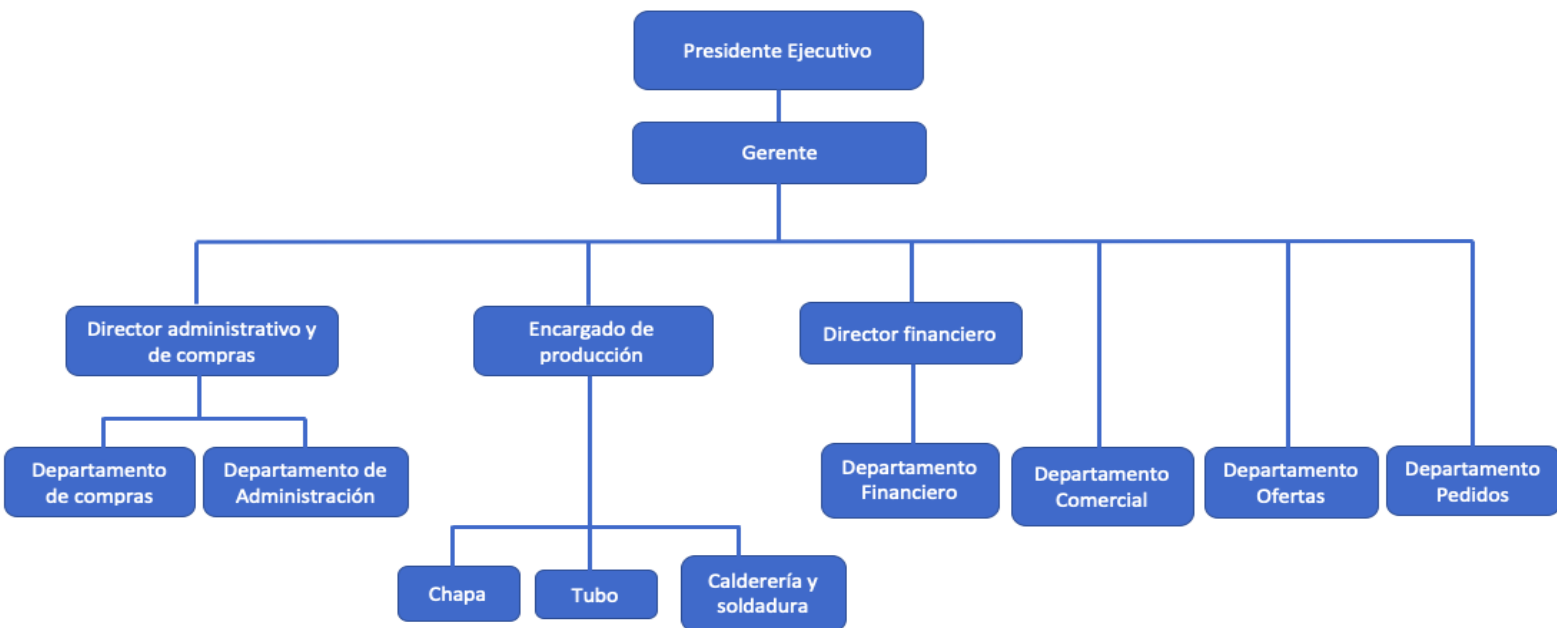 Presidente Ejecutivo
Gerente
Director administrativo y
de compras
Encargado de
producción
Director financiero
Departamento
de compras
Departamento de
Administración
Departamento
Financiero
Departamento
Comercial
Departamento
Ofertas
Departamento
Pedidos
Chapa
Tubo
Calderería y
soldadura